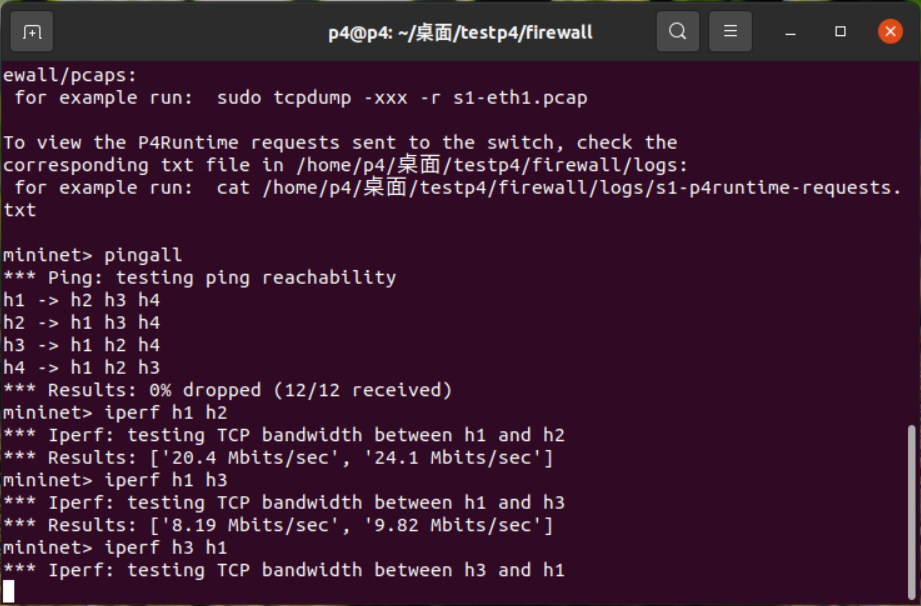 p4@p4: ~/桌面/testp4/firewall
ewall/pcaps:
 for example run:  sudo tcpdump -xxx -r s1-eth1.pcap
To view the P4Runtime requests sent to the switch, check the
corresponding txt file in /home/p4/桌面/testp4/firewall/logs:
 for example run:  cat /home/p4/桌面/testp4/firewall/logs/s1-p4runtime-requests.
txt
mininet> pingall
*** Ping: testing ping reachability
h1 -> h2 h3 h4
h2 -> h1 h3 h4
h3 -> h1 h2 h4
h4 -> h1 h2 h3
*** Results: 0% dropped (12/12 received)
mininet> iperf h1 h2
*** Iperf: testing TCP bandwidth between h1 and h2
*** Results: ['20.4 Mbits/sec', '24.1 Mbits/sec']
mininet> iperf h1 h3
*** Iperf: testing TCP bandwidth between h1 and h3
*** Results: ['8.19 Mbits/sec', '9.82 Mbits/sec']
mininet> iperf h3 h1
*** Iperf: testing TCP bandwidth between h3 and h1